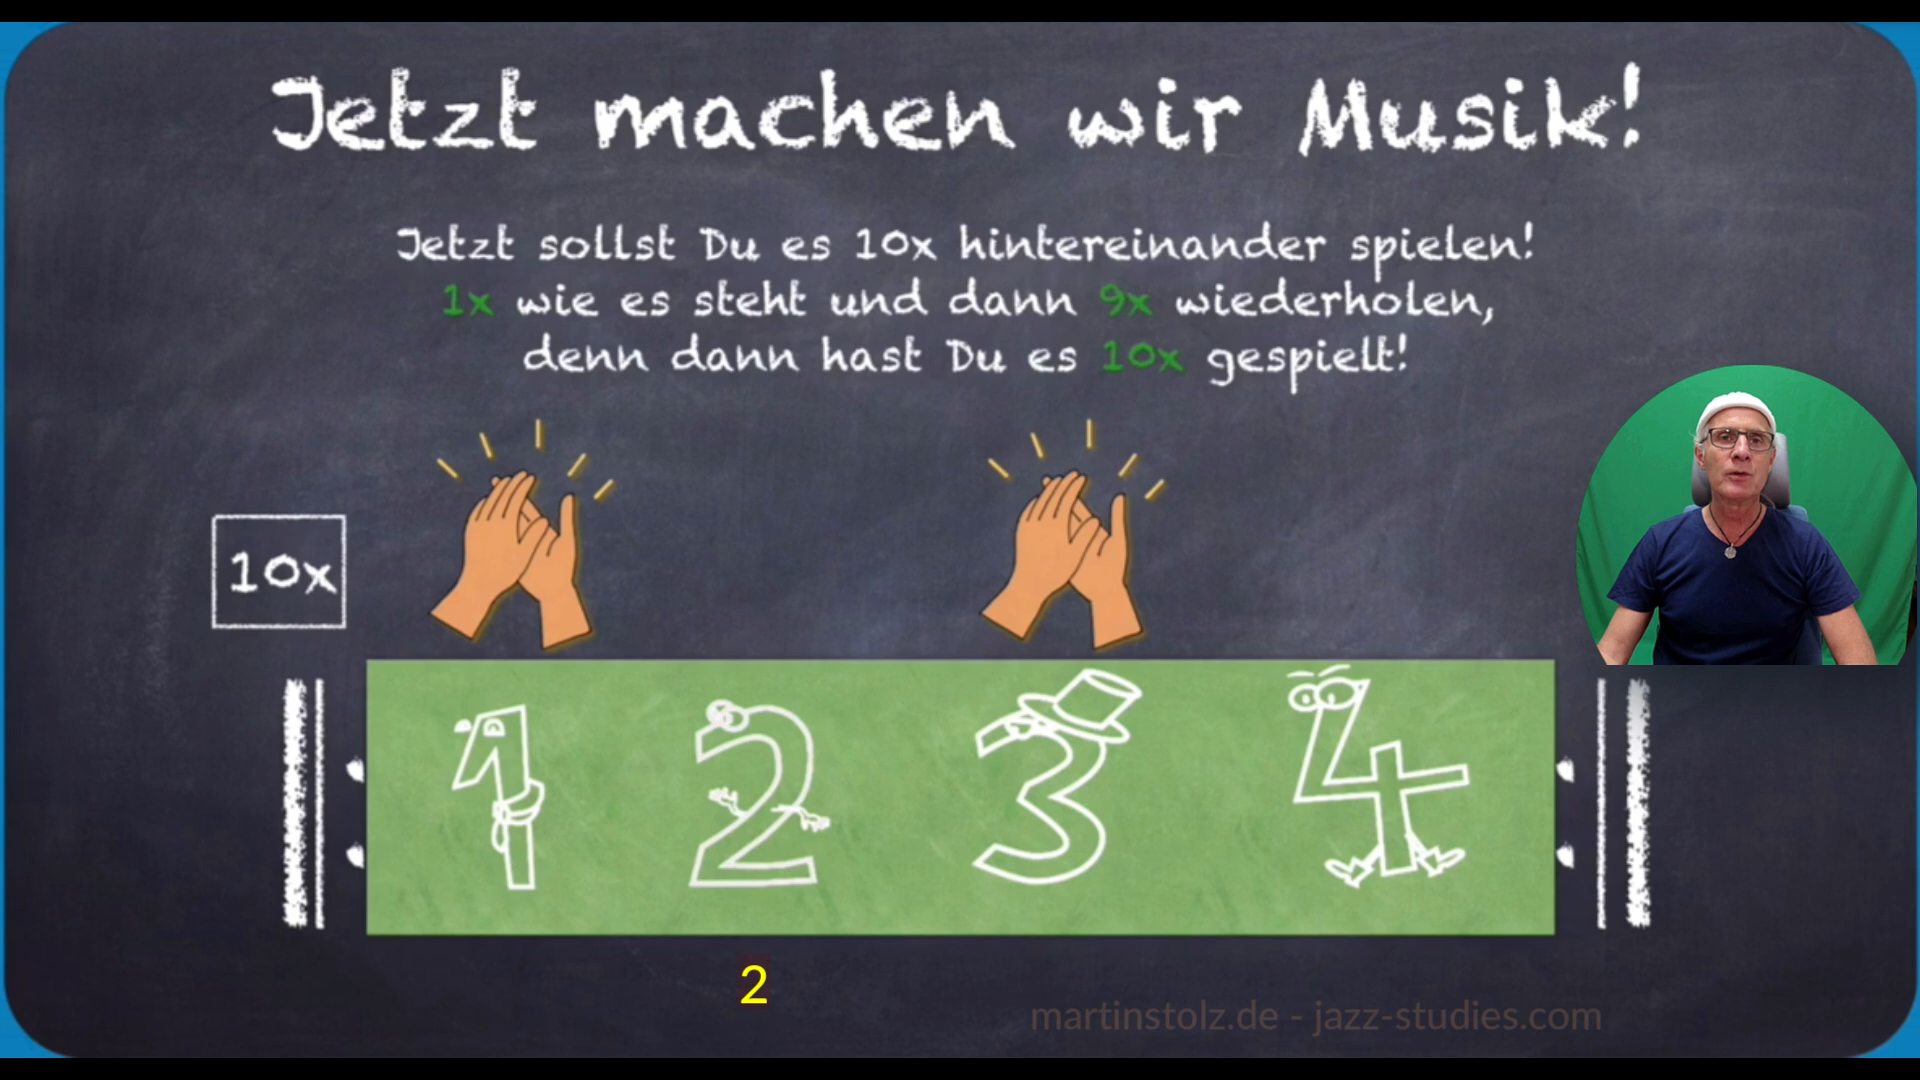 Jetzt machen wir Musik!
Jetzt sollst Du es 10x hintereinander spielen!
1x wie es steht und dann 9x wiederholen,
denn dann hast Du es 10x gespielt!
10x
1 2 3 4
2
martinstolz.de - jazz-studies.com